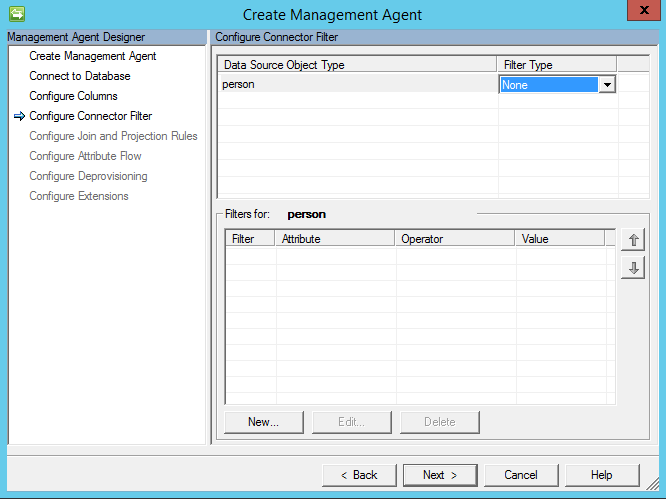 Create Management Agent
x
Management Agent Designer
Create Management Agent
Connect to Database
Configure Columns
Configure Connector Filter
Configure Join and Projection Rules
Configure Attribute Flow
Configure Deprovisioning
Configure Extensions
Configure Connector Filter
Data Source Object Type Filter Type
person None
Filters for: person
Filter Attribute Operator Value
New... Edit... Delete
< Back Next > Cancel Help